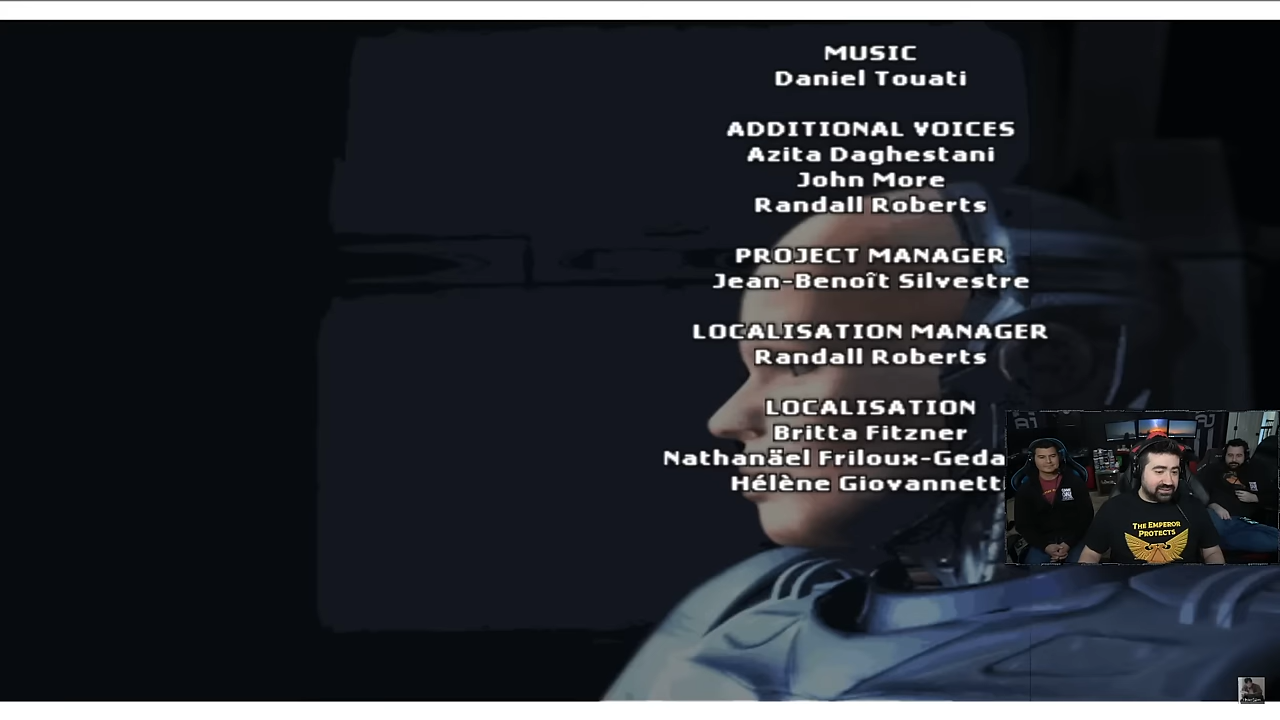 MUSIC
Daniel Touati
ADDITIONAL VOICES
Azita Daghestani
John More
Randall Roberts
PROJECT MANAGER
Jean-Benoît Silvestre
LOCALISATION MANAGER
Randall Roberts
LOCALISATION
Britta Fitzner
Nathanäel Friloux-Geda
Hélène Giovannett
THE EMPEROR
PROTECTS